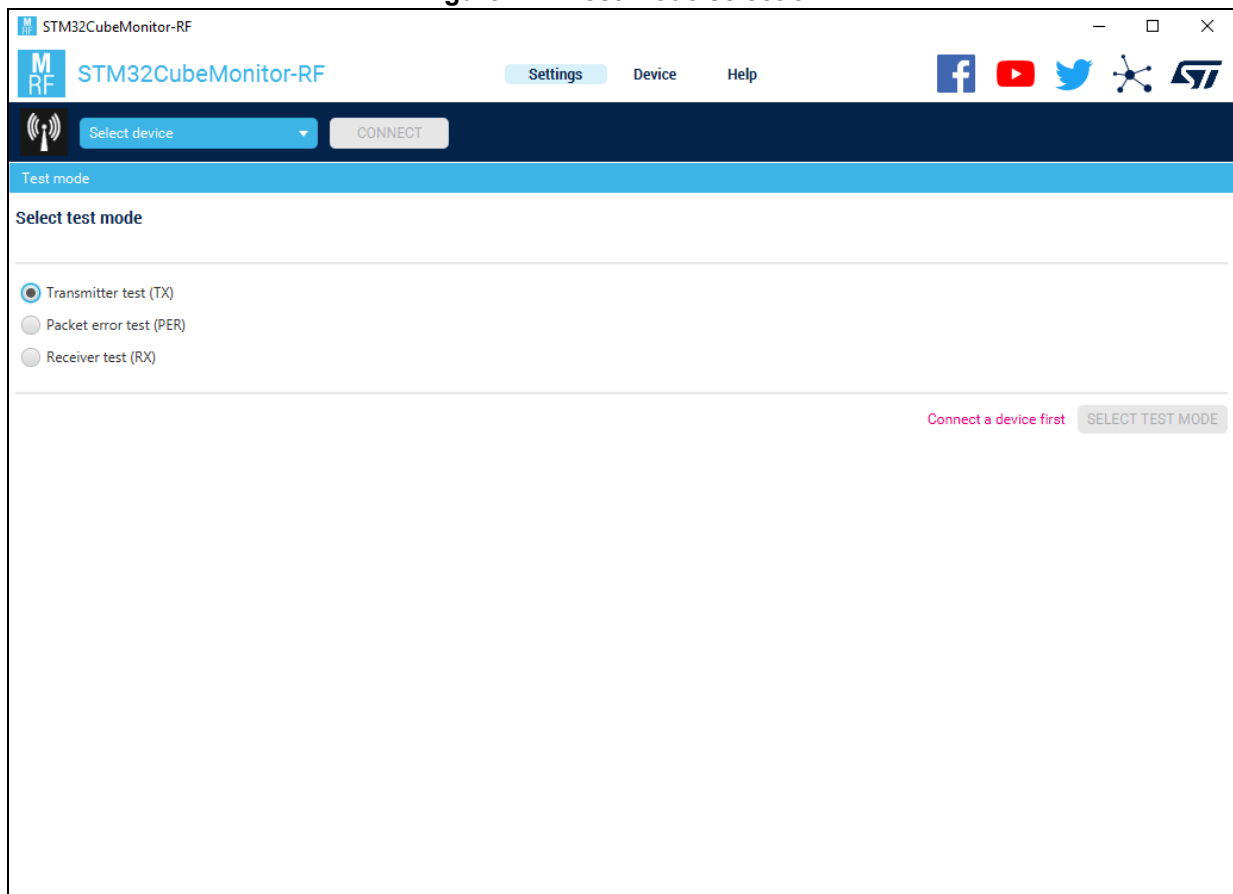 STM32CubeMonitor-RF
M RF
STM32CubeMonitor-RF
Settings Device Help
Select device
CONNECT
Test mode
Select test mode
Transmitter test (TX)
Packet error test (PER)
Receiver test (RX)
Connect a device first
SELECT TEST MODE